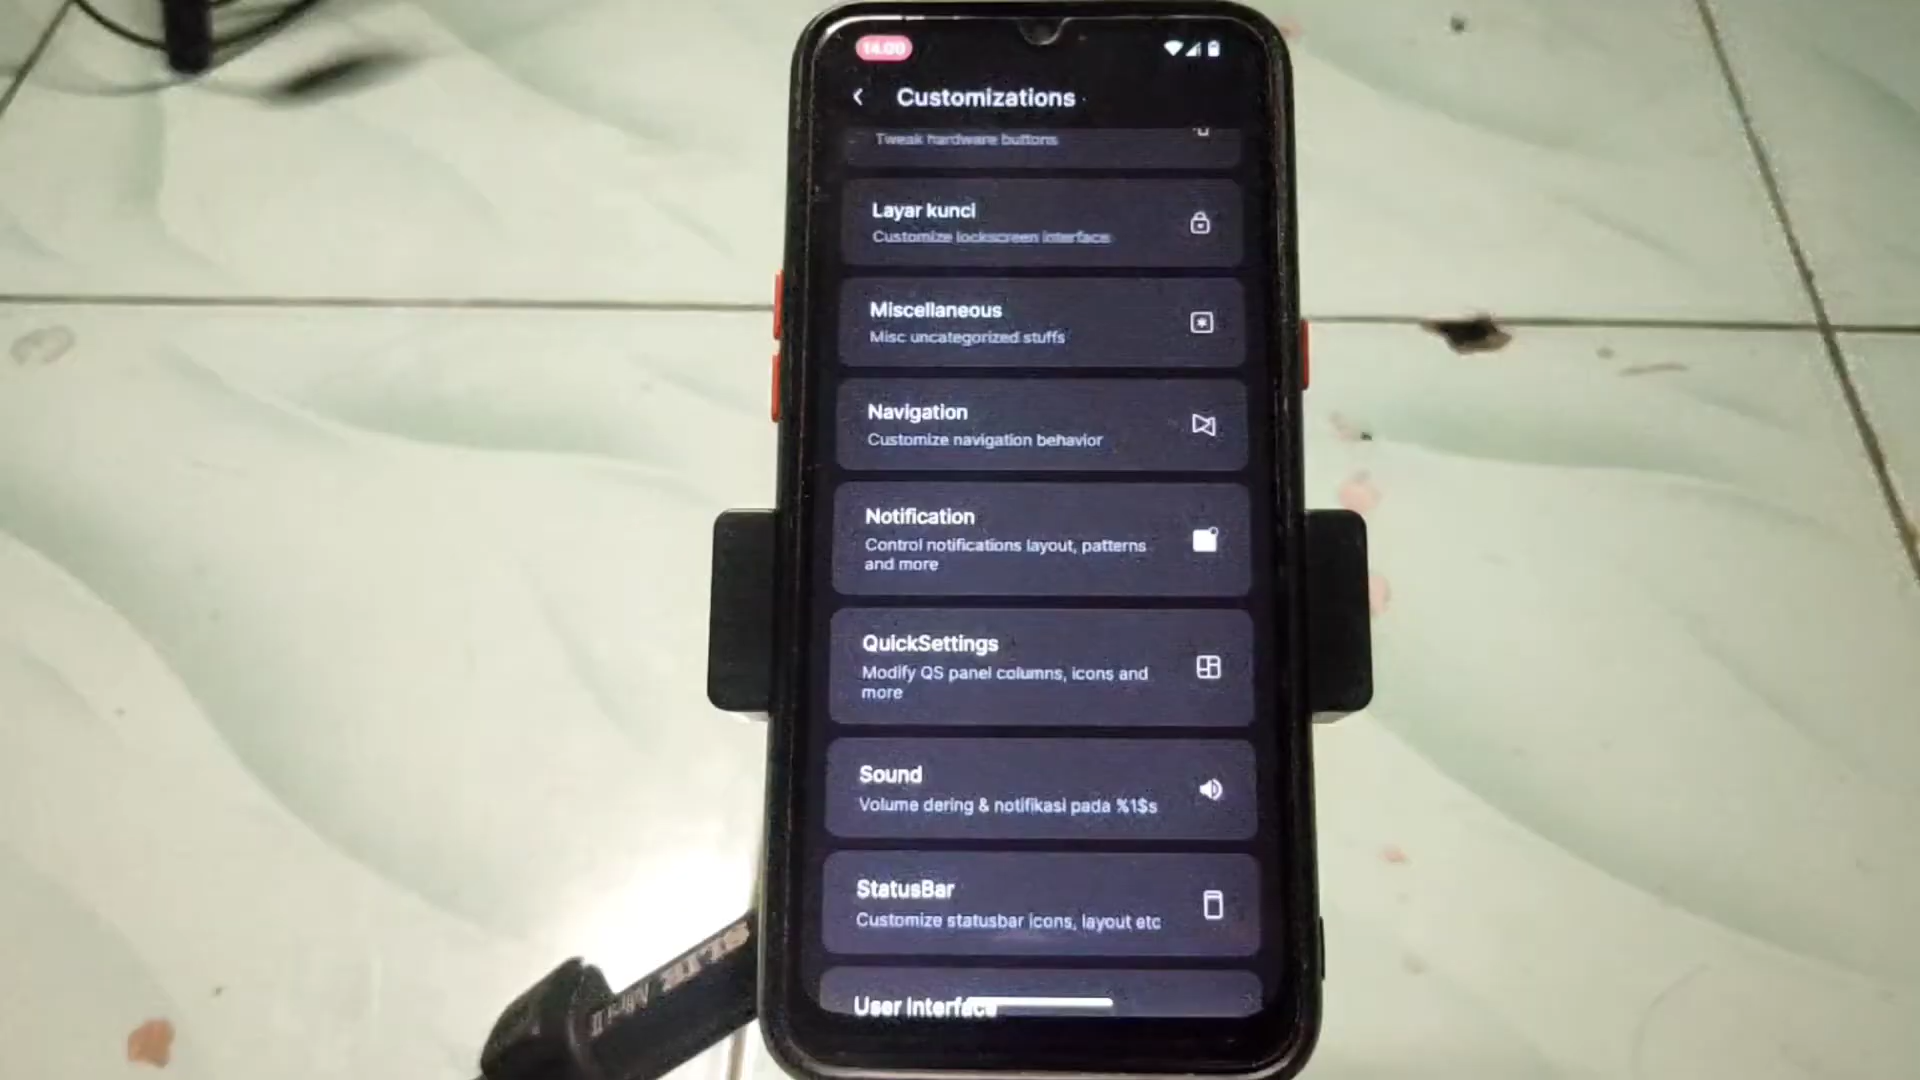 14.00
Customizations
Tweak hardware buttons
Layar kunci
Customize lockscreen interface
Miscellaneous
Misc uncategorized stuffs
Navigation
Customize navigation behavior
Notification
Control notifications layout, patterns
and more
QuickSettings
Modify QS panel columns, icons and
more
Sound
Volume dering & notifikasi pada %1$s
StatusBar
Customize statusbar icons, layout etc
User Interface